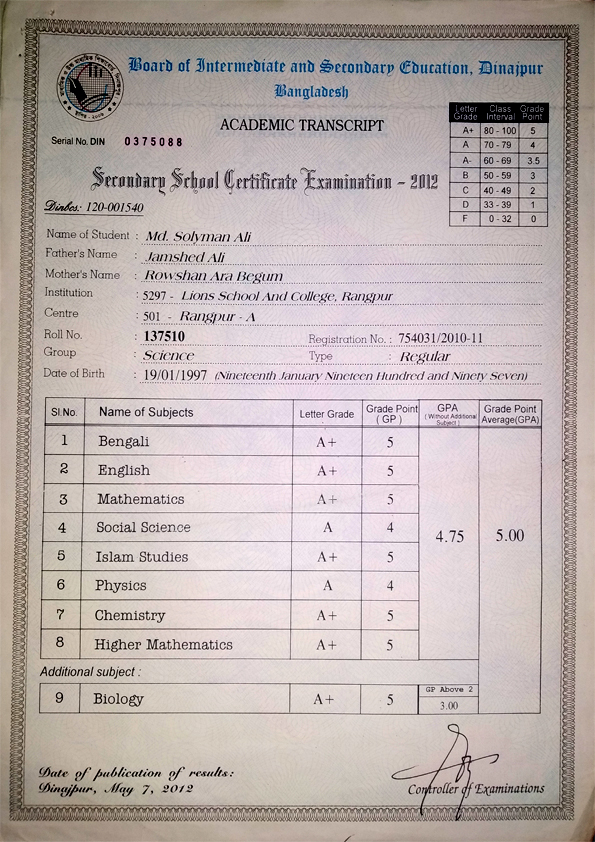 Board of Intermediate and Secondary Education, Dinajpur
Bangladesh
ACADEMIC TRANSCRIPT
Serial No. DIN 0375088
Letter Grade Class Interval Grade Point
A+ 80 - 100 5
A 70 - 79 4
A- 60 - 69 3.5
B 50 - 59 3
C 40 - 49 2
D 33 - 39 1
F 0 - 32 0
Secondary School Certificate Examination - 2012
Dinbcs: 120-001540
Name of Student : Md. Solyman Ali
Father's Name : Jamshed Ali
Mother's Name : Rowshan Ara Begum
Institution : 5297 - Lions School And College, Rangpur
Centre : 501 - Rangpur - A
Roll No. : 137510 Registration No. : 754031/2010-11
Group : Science Type : Regular
Date of Birth : 19/01/1997 (Nineteenth January Nineteen Hundred and Ninety Seven)
Sl.No. Name of Subjects Letter Grade Grade Point (GP) GPA (Without Additional Subject) Grade Point Average(GPA)
1 Bengali A+ 5
2 English A+ 5
3 Mathematics A+ 5
4 Social Science A 4 4.75 5.00
5 Islam Studies A+ 5
6 Physics A 4
7 Chemistry A+ 5
8 Higher Mathematics A+ 5
Additional subject :
9 Biology A+ 5 GP Above 2 3.00
Date of publication of results:
Dinajpur, May 7, 2012
Controller of Examinations